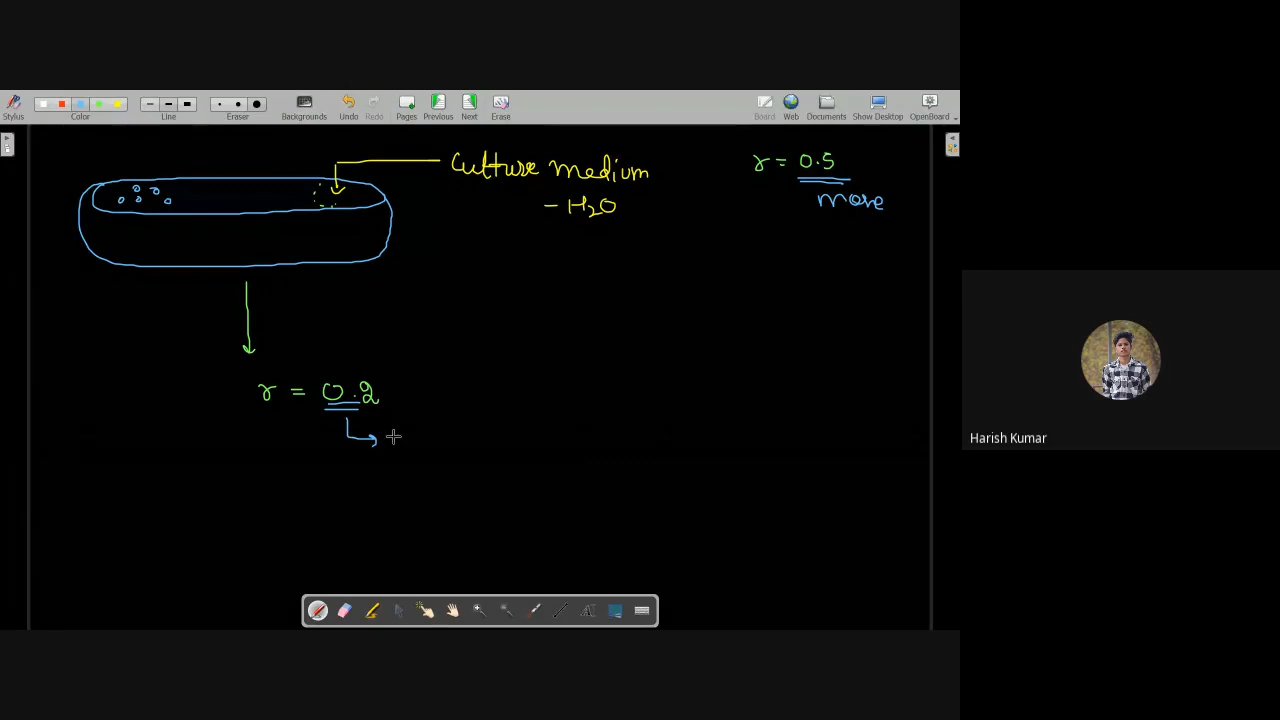 Stylus
Color
Line
Eraser
Backgrounds
Undo
Redo
Pages
Previous
Next
Erase
Board
Web
Documents
Show Desktop
OpenBoard
Culture medium
- H₂O
r = 0.5
more
r = 0.2
Harish Kumar